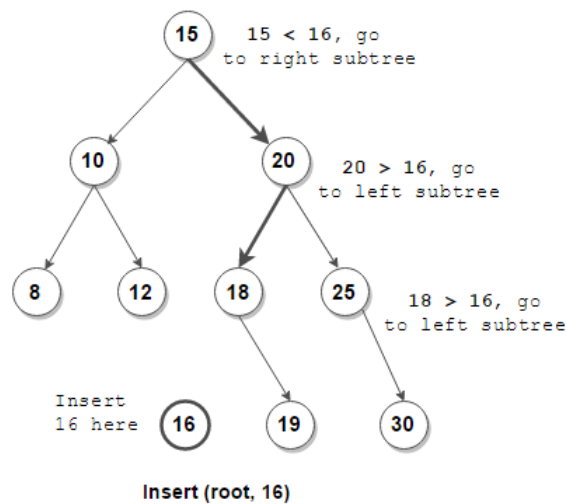 15
15 < 16, go
to right subtree
10
20
20 > 16, go
to left subtree
8
12
18
25
18 > 16, go
to left subtree
Insert
16 here
16
19
30
Insert (root, 16)